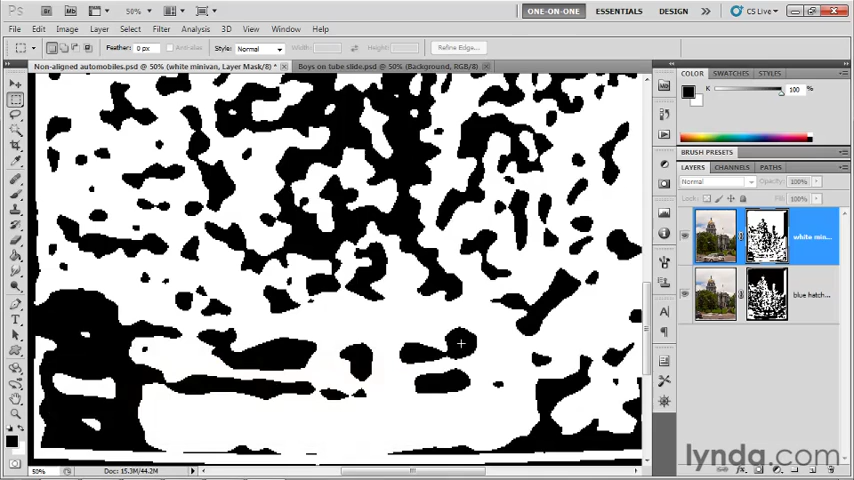 Ps Br Mb 50% ONE-ON-ONE ESSENTIALS DESIGN CS Live
File Edit Image Layer Select Filter Analysis 3D View Window Help
Feather: 0 px Anti-alias Style: Normal Width: Height: Refine Edge...
Non-aligned automobiles.psd @ 50% (white minivan, Layer Mask/8) * Boys on tube slide.psd @ 50% (Background, RGB/8)
COLOR SWATCHES STYLES
K 100 %
BRUSH PRESETS
LAYERS CHANNELS PATHS
Normal Opacity: 100%
Lock: Fill: 100%
white min...
blue hatch...
50% Doc: 15.3M/44.2M
lynda.com